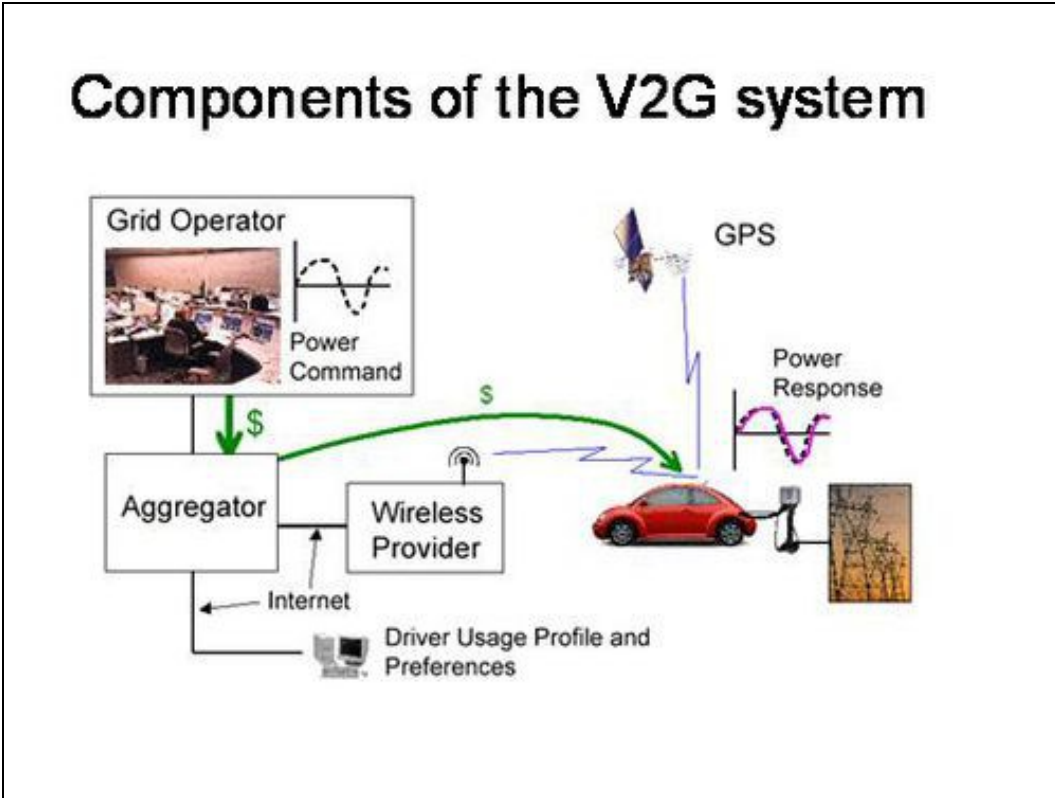 Components of the V2G system
Grid Operator
Power
Command
GPS
Power
Response
$
$
Aggregator
Wireless
Provider
Internet
Driver Usage Profile and
Preferences